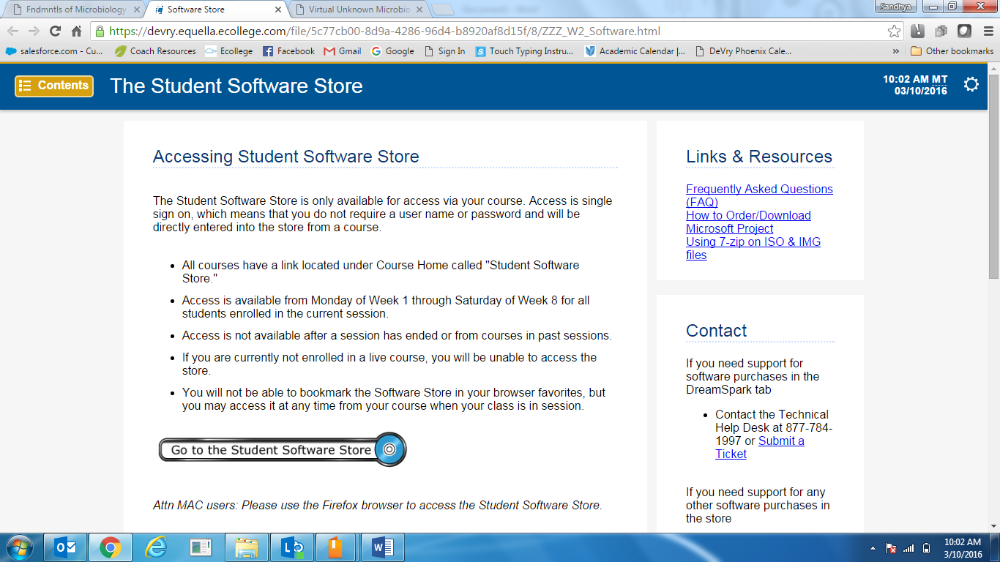 Fndmntls of Microbiology
Software Store
Virtual Unknown Microbio
Sandhya
https://devry.equella.ecollege.com/file/5c77cb00-8d9a-4286-96d4-b8920af8d15f/8/ZZZ_W2_Software.html
salesforce.com - Cu...
Coach Resources
Ecollege
Facebook
Gmail
Google
Sign In
Touch Typing Instru...
Academic Calendar |...
DeVry Phoenix Cale...
»
Other bookmarks
Contents
The Student Software Store
10:02 AM MT
03/10/2016
Accessing Student Software Store
The Student Software Store is only available for access via your course. Access is single
sign on, which means that you do not require a user name or password and will be
directly entered into the store from a course.
• All courses have a link located under Course Home called "Student Software
Store."
• Access is available from Monday of Week 1 through Saturday of Week 8 for all
students enrolled in the current session.
• Access is not available after a session has ended or from courses in past sessions.
• If you are currently not enrolled in a live course, you will be unable to access the
store.
• You will not be able to bookmark the Software Store in your browser favorites, but
you may access it at any time from your course when your class is in session.
Go to the Student Software Store
Attn MAC users: Please use the Firefox browser to access the Student Software Store.
Links & Resources
Frequently Asked Questions
(FAQ)
How to Order/Download
Microsoft Project
Using 7-zip on ISO & IMG
files
Contact
If you need support for
software purchases in the
DreamSpark tab
• Contact the Technical
Help Desk at 877-784-
1997 or Submit a
Ticket
If you need support for any
other software purchases in
the store
10:02 AM
3/10/2016